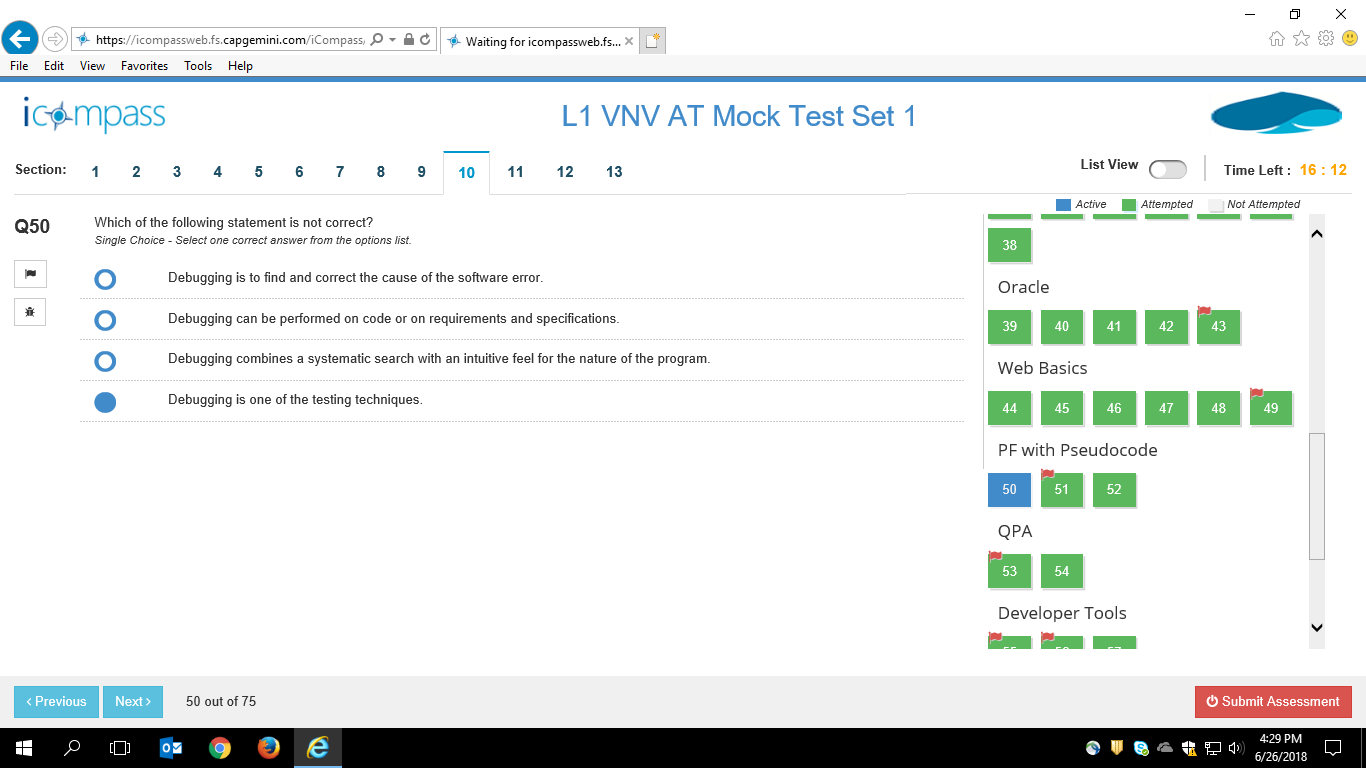 https://icompassweb.fs.capgemini.com/iCompass/
Waiting for icompassweb.fs...
File Edit View Favorites Tools Help
icompass
L1 VNV AT Mock Test Set 1
Section: 1 2 3 4 5 6 7 8 9 10 11 12 13
List View
Time Left : 16 : 12
Active Attempted Not Attempted
Q50
Which of the following statement is not correct?
Single Choice - Select one correct answer from the options list.
Debugging is to find and correct the cause of the software error.
Debugging can be performed on code or on requirements and specifications.
Debugging combines a systematic search with an intuitive feel for the nature of the program.
Debugging is one of the testing techniques.
38
Oracle
39 40 41 42 43
Web Basics
44 45 46 47 48 49
PF with Pseudocode
50 51 52
QPA
53 54
Developer Tools
55 56 57
‹ Previous
Next ›
50 out of 75
Submit Assessment
4:29 PM
6/26/2018